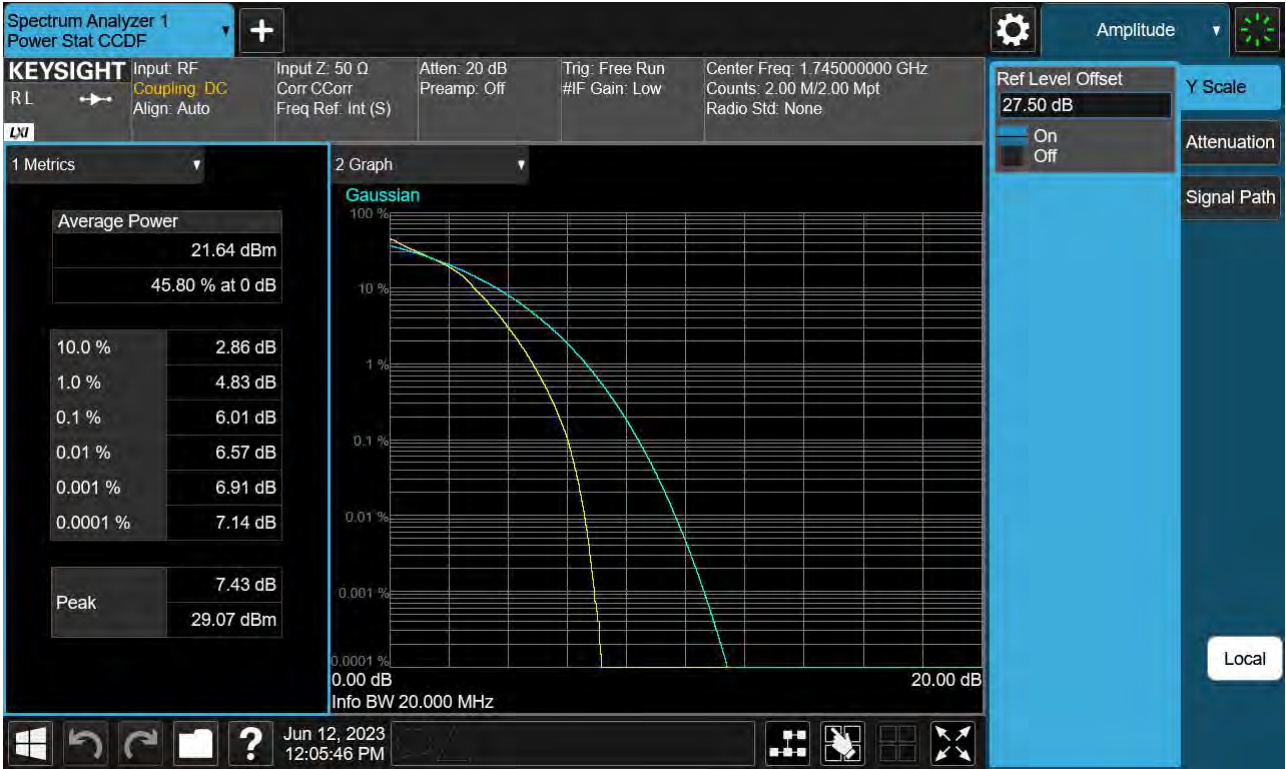 Spectrum Analyzer 1
Power Stat CCDF
+
Amplitude
KEYSIGHT
R L
LXI
Input: RF
Coupling: DC
Align: Auto
Input Z: 50 Ω
Corr CCorr
Freq Ref: Int (S)
Atten: 20 dB
Preamp: Off
Trig: Free Run
#IF Gain: Low
Center Freq: 1.745000000 GHz
Counts: 2.00 M/2.00 Mpt
Radio Std: None
Ref Level Offset
27.50 dB
On
Off
Y Scale
Attenuation
Signal Path
Local
1 Metrics
Average Power
21.64 dBm
45.80 % at 0 dB
10.0 % 2.86 dB
1.0 % 4.83 dB
0.1 % 6.01 dB
0.01 % 6.57 dB
0.001 % 6.91 dB
0.0001 % 7.14 dB
Peak
7.43 dB
29.07 dBm
2 Graph
Gaussian
100 %
10 %
1 %
0.1 %
0.01 %
0.001 %
0.0001 %
0.00 dB 20.00 dB
Info BW 20.000 MHz
?
Jun 12, 2023
12:05:46 PM